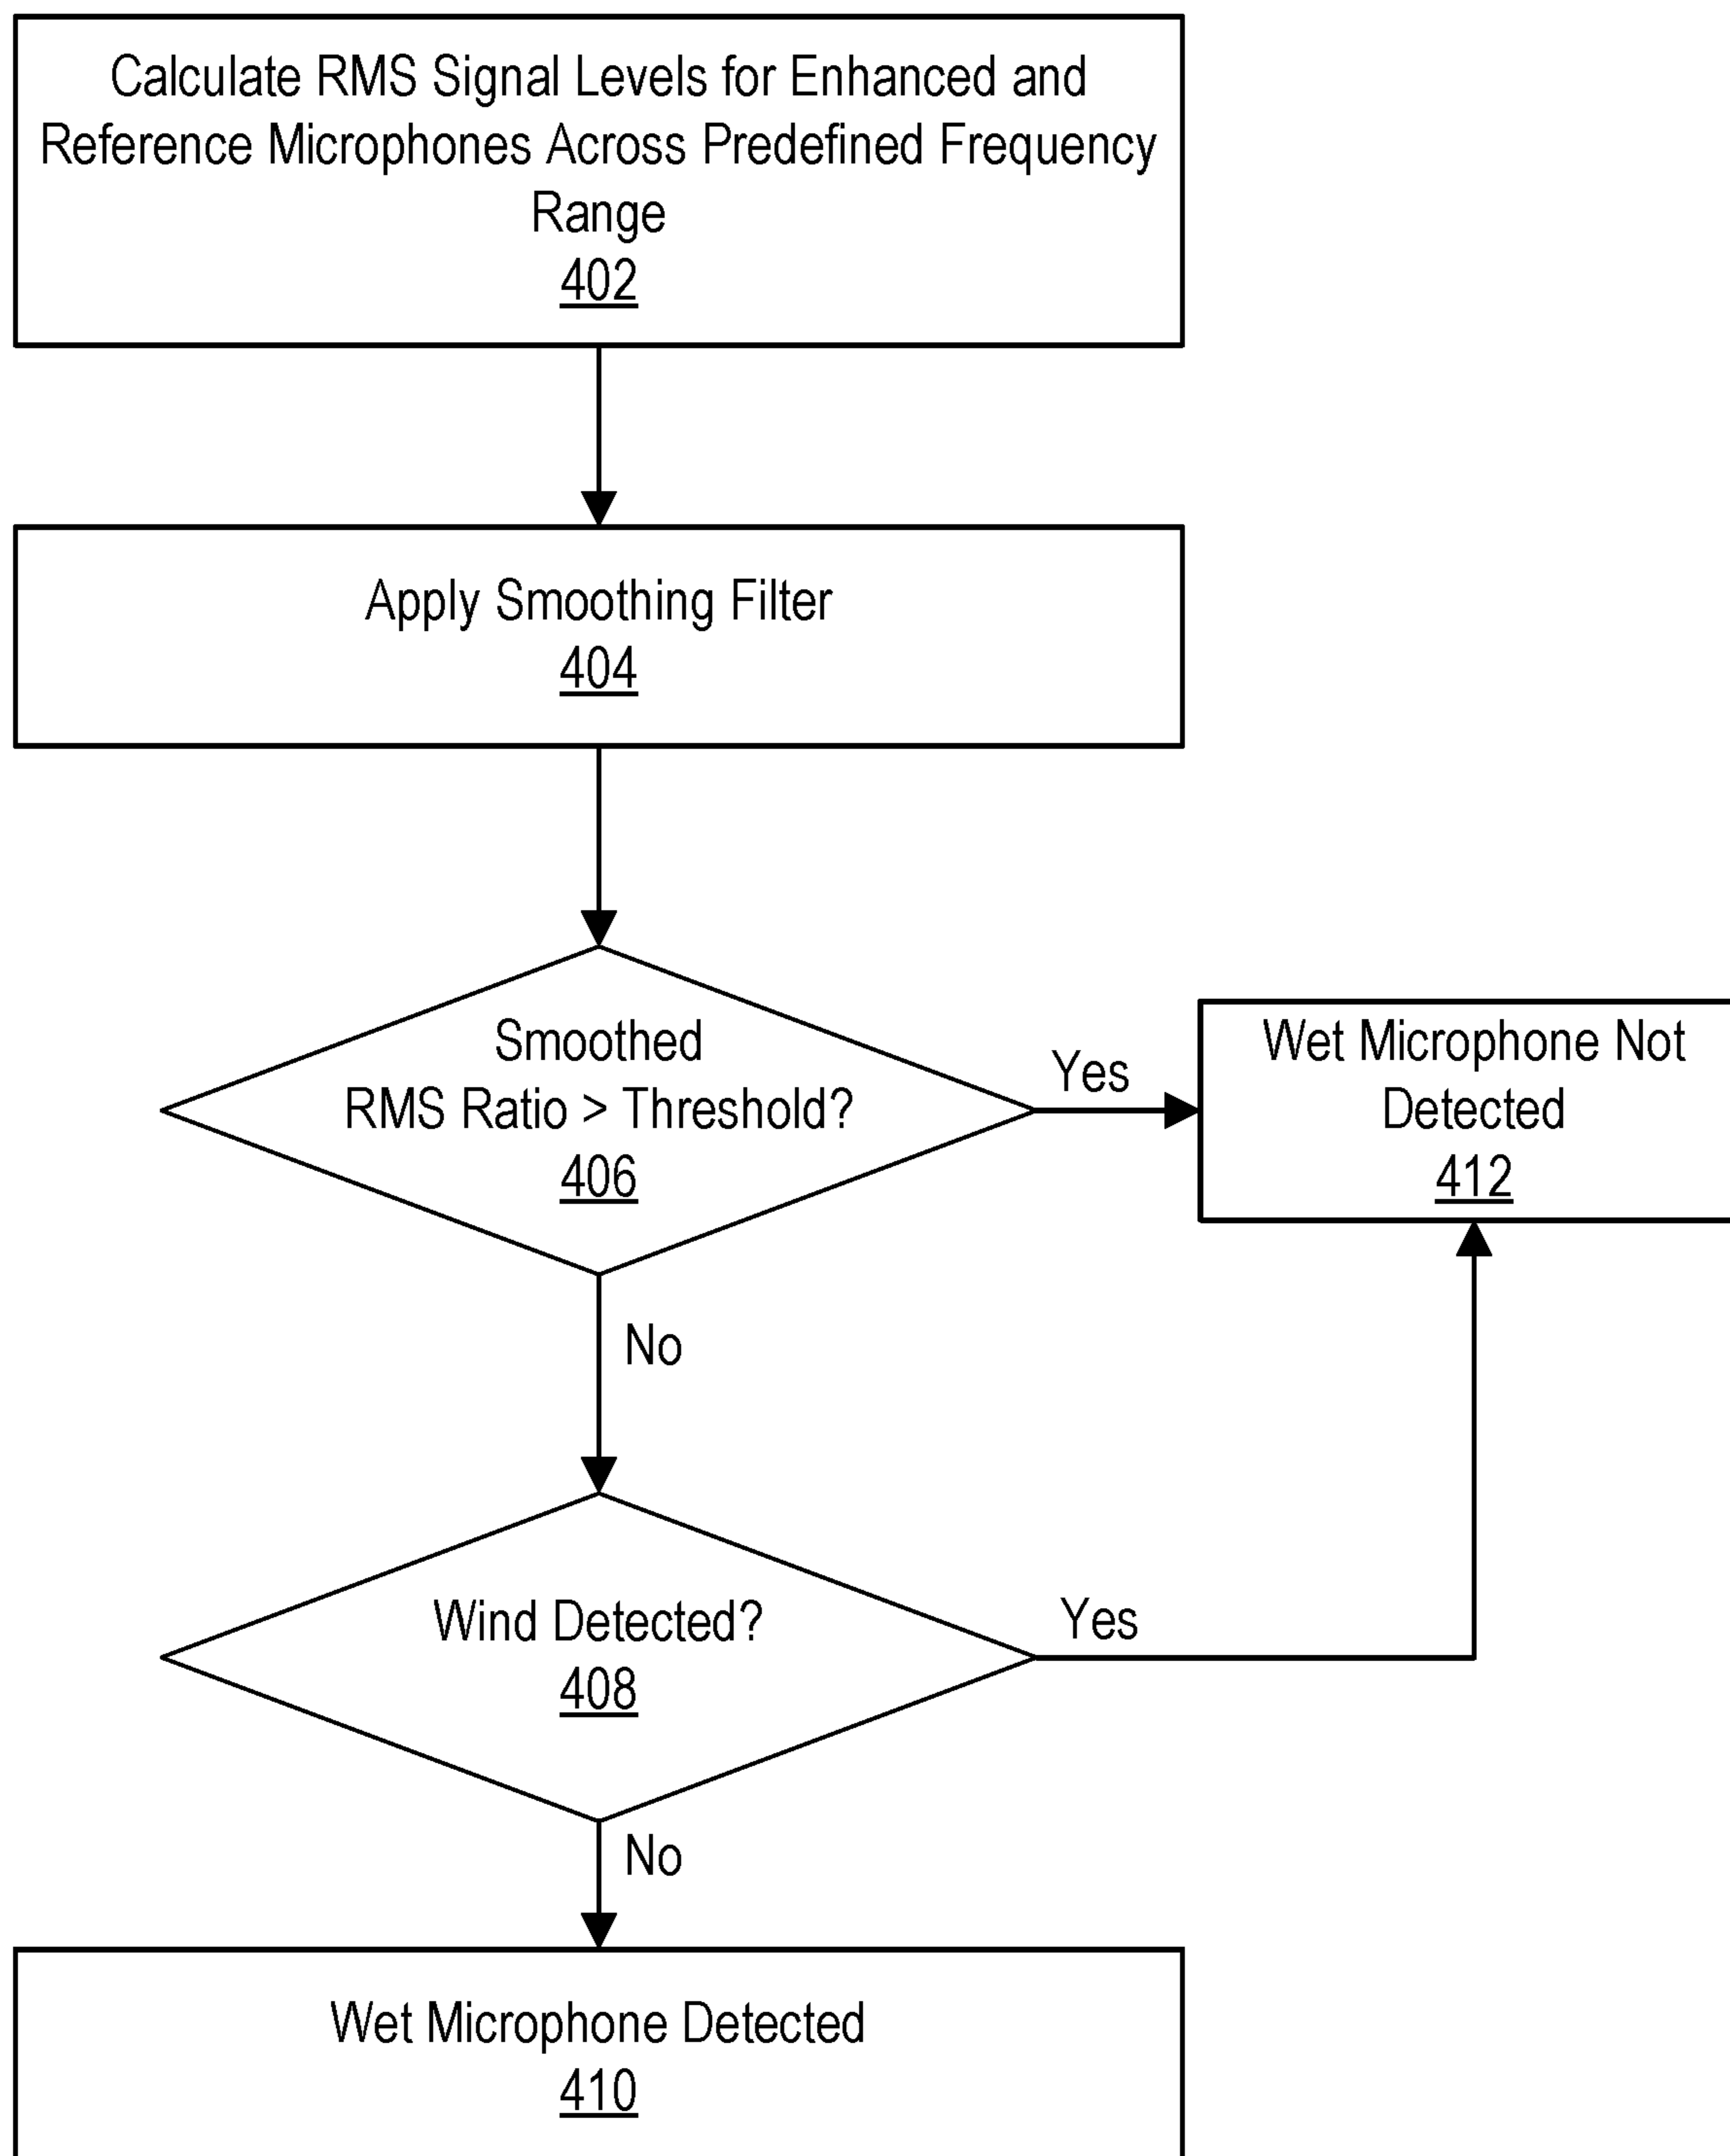 Calculate RMS Signal Levels for Enhanced and
Reference Microphones Across Predefined Frequency
Range
402
Apply Smoothing Filter
404
Smoothed
RMS Ratio > Threshold?
406
Yes
Wet Microphone Not
Detected
412
No
Wind Detected?
408
Yes
No
Wet Microphone Detected
410